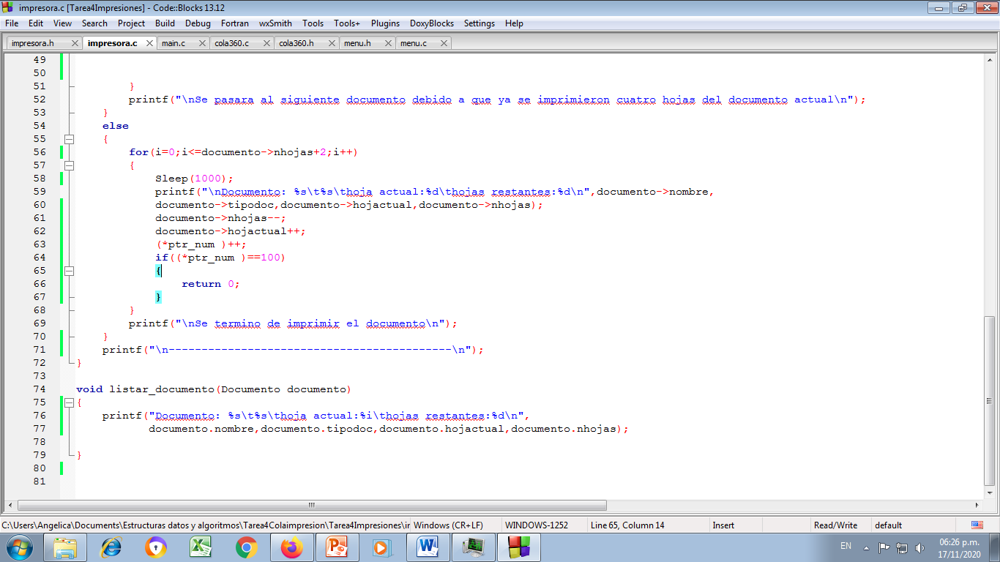 impresora.c [Tarea4Impresiones] - Code::Blocks 13.12
File Edit View Search Project Build Debug Fortran wxSmith Tools Tools+ Plugins DoxyBlocks Settings Help
impresora.h impresora.c main.c cola360.c cola360.h menu.h menu.c
49
50
51 }
52 printf("\nSe pasara al siguiente documento debido a que ya se imprimieron cuatro hojas del documento actual\n");
53 }
54 else
55 {
56 for(i=0;i<=documento->nhojas+2;i++)
57 {
58 Sleep(1000);
59 printf("\nDocumento: %s\t%s\thoja actual:%d\thojas restantes:%d\n",documento->nombre,
60 documento->tipodoc,documento->hojactual,documento->nhojas);
61 documento->nhojas--;
62 documento->hojactual++;
63 (*ptr_num )++;
64 if((*ptr_num )==100)
65 {
66 return 0;
67 }
68 }
69 printf("\nSe termino de imprimir el documento\n");
70 }
71 printf("\n-------------------------------------------\n");
72 }
73
74 void listar_documento(Documento documento)
75 {
76 printf("Documento: %s\t%s\thoja actual:%i\thojas restantes:%d\n",
77 documento.nombre,documento.tipodoc,documento.hojactual,documento.nhojas);
78
79 }
80
81
C:\Users\Angelica\Documents\Estructuras datos y algoritmos\Tarea4Colaimpresion\Tarea4Impresiones\ir Windows (CR+LF) WINDOWS-1252 Line 65, Column 14 Insert Read/Write default
EN 06:26 p.m.
17/11/2020